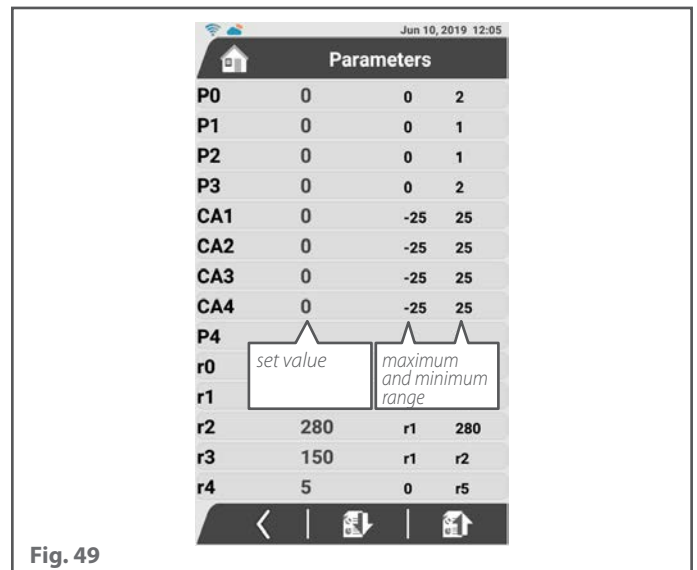 Jun 10, 2019 12:05
Parameters
P0 0 0 2
P1 0 0 1
P2 0 0 1
P3 0 0 2
CA1 0 -25 25
CA2 0 -25 25
CA3 0 -25 25
CA4 0 -25 25
P4
r0
r1
set value
maximum
and minimum
range
r2 280 r1 280
r3 150 r1 r2
r4 5 0 r5
Fig. 49